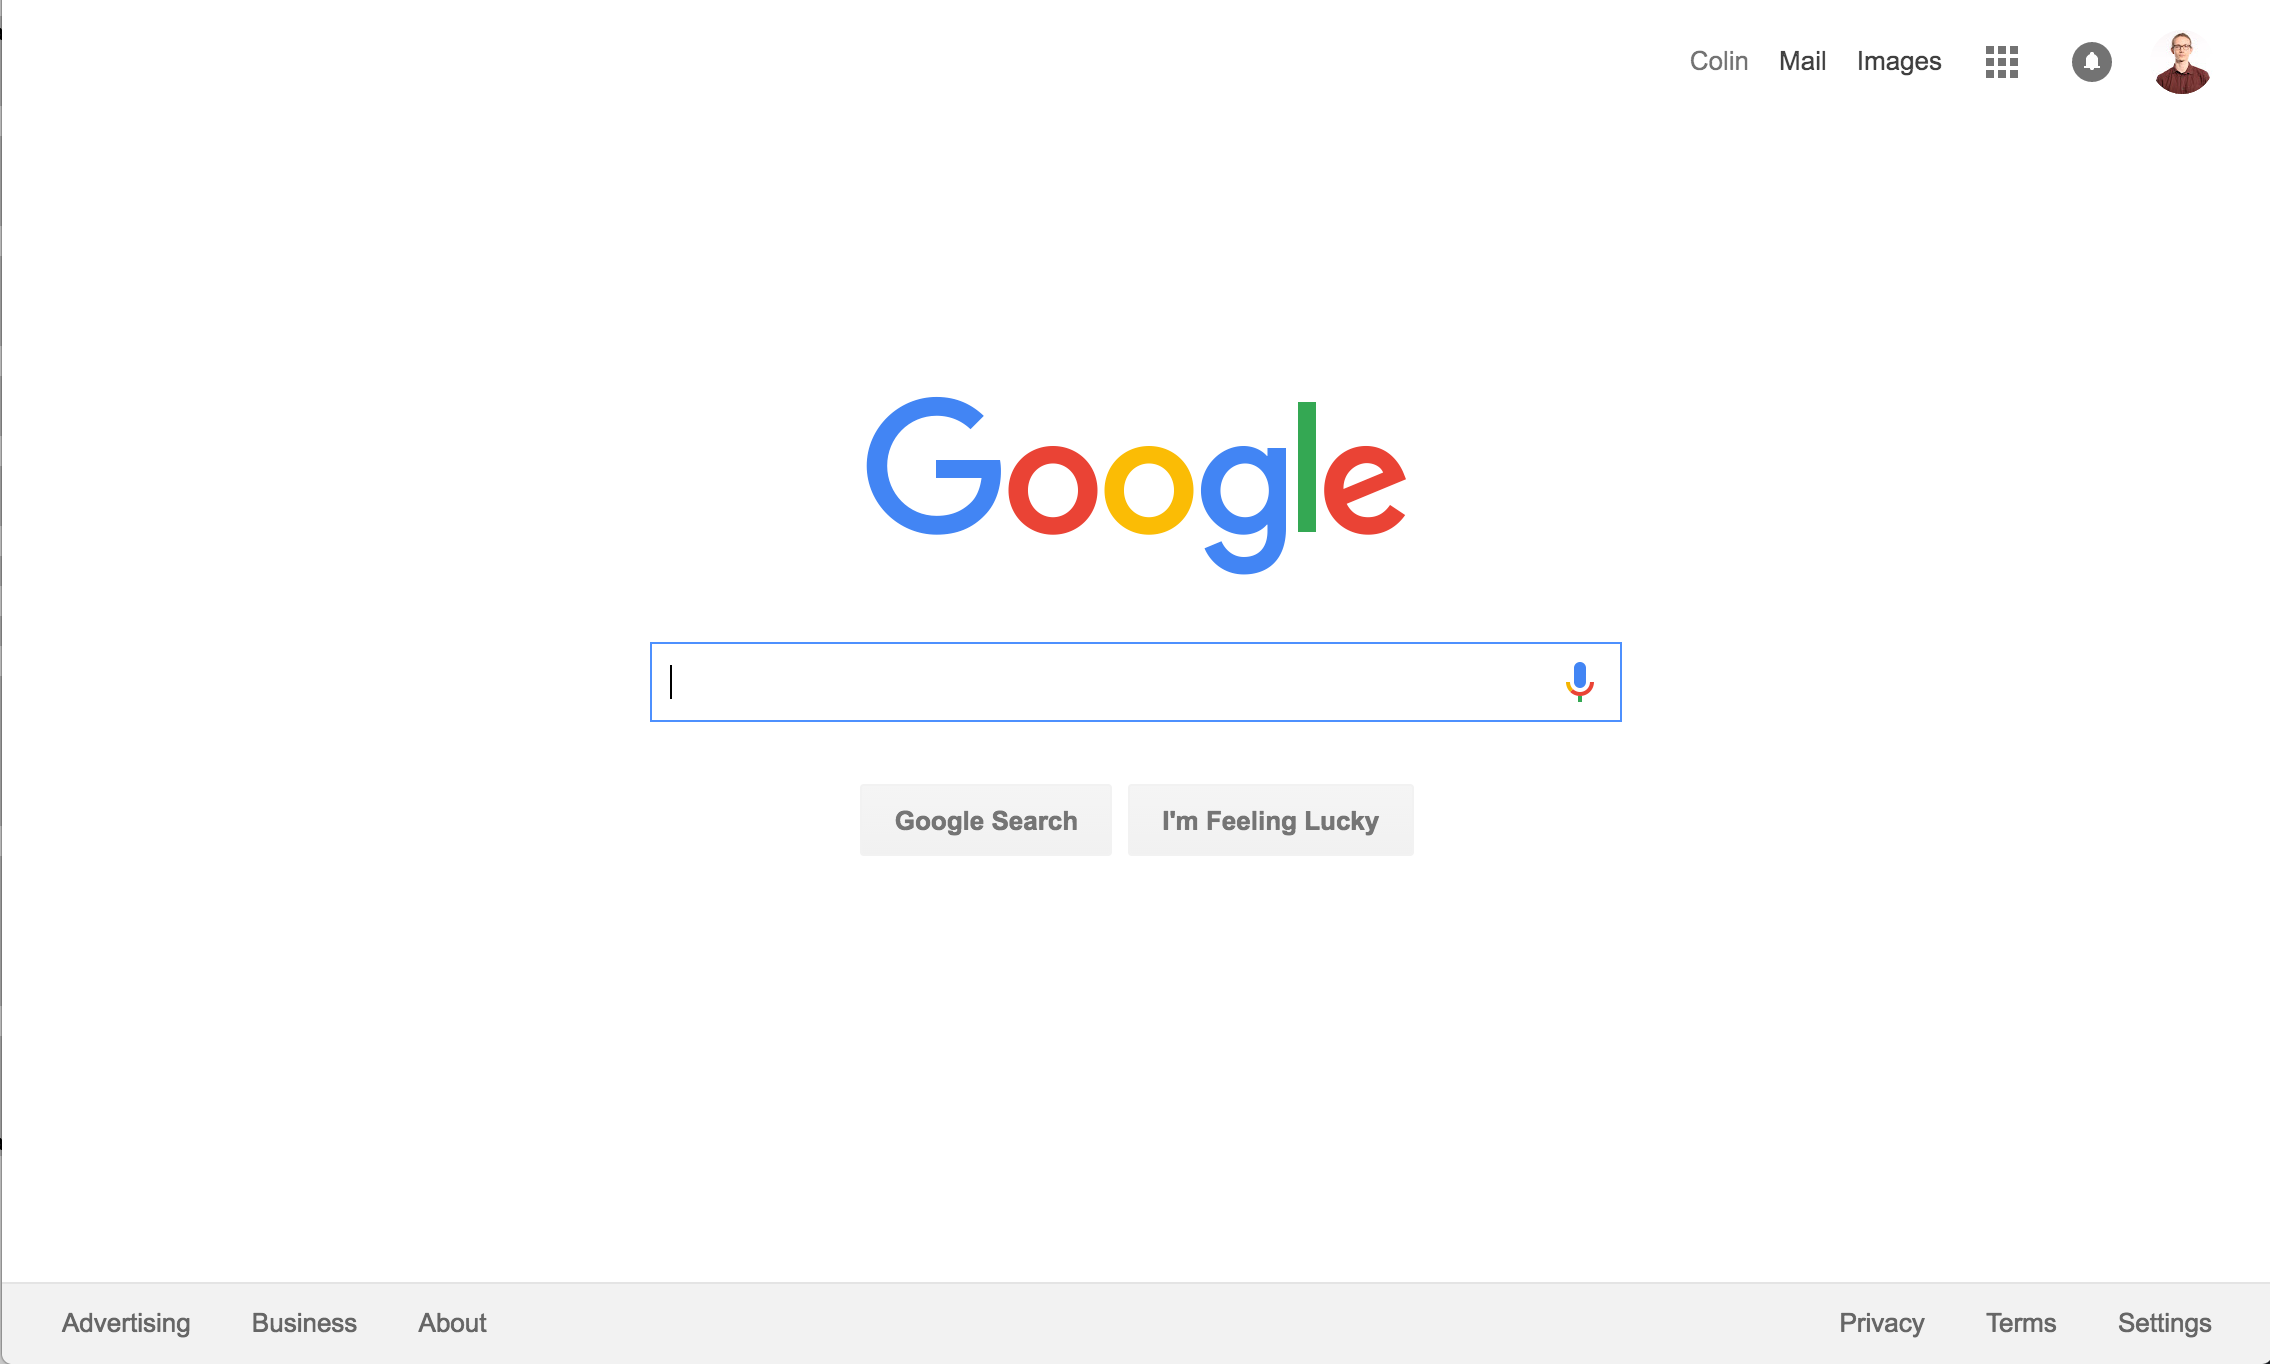 Colin Mail Images
Google
Google Search I'm Feeling Lucky
Advertising Business About Privacy Terms Settings